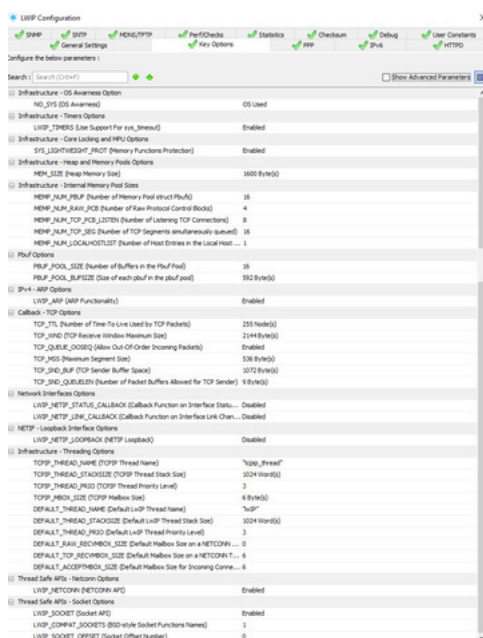 LWIP Configuration
SNMP SNTP MDNS/TFTP Perf/Checks Statistics Checksum Debug User Constants
General Settings Key Options PPP IPv6 HTTPD
Configure the below parameters :
Search : Search (Ctrl+F) Show Advanced Parameters
Infrastructure - OS Awarness Option
NO_SYS (OS Awarness) OS Used
Infrastructure - Timers Options
LWIP_TIMERS (Use Support For sys_timeout) Enabled
Infrastructure - Core Locking and MPU Options
SYS_LIGHTWEIGHT_PROT (Memory Functions Protection) Enabled
Infrastructure - Heap and Memory Pools Options
MEM_SIZE (Heap Memory Size) 1600 Byte(s)
Infrastructure - Internal Memory Pool Sizes
MEMP_NUM_PBUF (Number of Memory Pool struct Pbufs) 16
MEMP_NUM_RAW_PCB (Number of Raw Protocol Control Blocks) 4
MEMP_NUM_TCP_PCB_LISTEN (Number of Listening TCP Connections) 8
MEMP_NUM_TCP_SEG (Number of TCP Segments simultaneously queued) 16
MEMP_NUM_LOCALHOSTLIST (Number of Host Entries in the Local Host ... 1
Pbuf Options
PBUF_POOL_SIZE (Number of Buffers in the Pbuf Pool) 16
PBUF_POOL_BUFSIZE (Size of each pbuf in the pbuf pool) 592 Byte(s)
IPv4 - ARP Options
LWIP_ARP (ARP Functionality) Enabled
Callback - TCP Options
TCP_TTL (Number of Time-To-Live Used by TCP Packets) 255 Node(s)
TCP_WND (TCP Receive Window Maximum Size) 2144 Byte(s)
TCP_QUEUE_OOSEQ (Allow Out-Of-Order Incoming Packets) Enabled
TCP_MSS (Maximum Segment Size) 536 Byte(s)
TCP_SND_BUF (TCP Sender Buffer Space) 1072 Byte(s)
TCP_SND_QUEUELEN (Number of Packet Buffers Allowed for TCP Sender) 9 Byte(s)
Network Interfaces Options
LWIP_NETIF_STATUS_CALLBACK (Callback Function on Interface Statu... Disabled
LWIP_NETIF_LINK_CALLBACK (Callback Function on Interface Link Chan... Disabled
NETIF - Loopback Interface Options
LWIP_NETIF_LOOPBACK (NETIF Loopback) Disabled
Infrastructure - Threading Options
TCPIP_THREAD_NAME (TCPIP Thread Name) "tcpip_thread"
TCPIP_THREAD_STACKSIZE (TCPIP Thread Stack Size) 1024 Word(s)
TCPIP_THREAD_PRIO (TCPIP Thread Priority Level) 3
TCPIP_MBOX_SIZE (TCPIP Mailbox Size) 6 Byte(s)
DEFAULT_THREAD_NAME (Default LwIP Thread Name) "lwIP"
DEFAULT_THREAD_STACKSIZE (Default LwIP Thread Stack Size) 1024 Word(s)
DEFAULT_THREAD_PRIO (Default LwIP Thread Priority Level) 3
DEFAULT_RAW_RECVMBOX_SIZE (Default Mailbox Size on a NETCONN ... 0
DEFAULT_TCP_RECVMBOX_SIZE (Default Mailbox Size on a NETCONN T... 6
DEFAULT_ACCEPTMBOX_SIZE (Default Mailbox Size for Incoming Conne... 6
Thread Safe APIs - Netconn Options
LWIP_NETCONN (NETCONN API) Enabled
Thread Safe APIs - Socket Options
LWIP_SOCKET (Socket API) Enabled
LWIP_COMPAT_SOCKETS (BSD-style Socket Functions Names) 1
LWIP_SOCKET_OFFSET (Socket Offset Number) 0